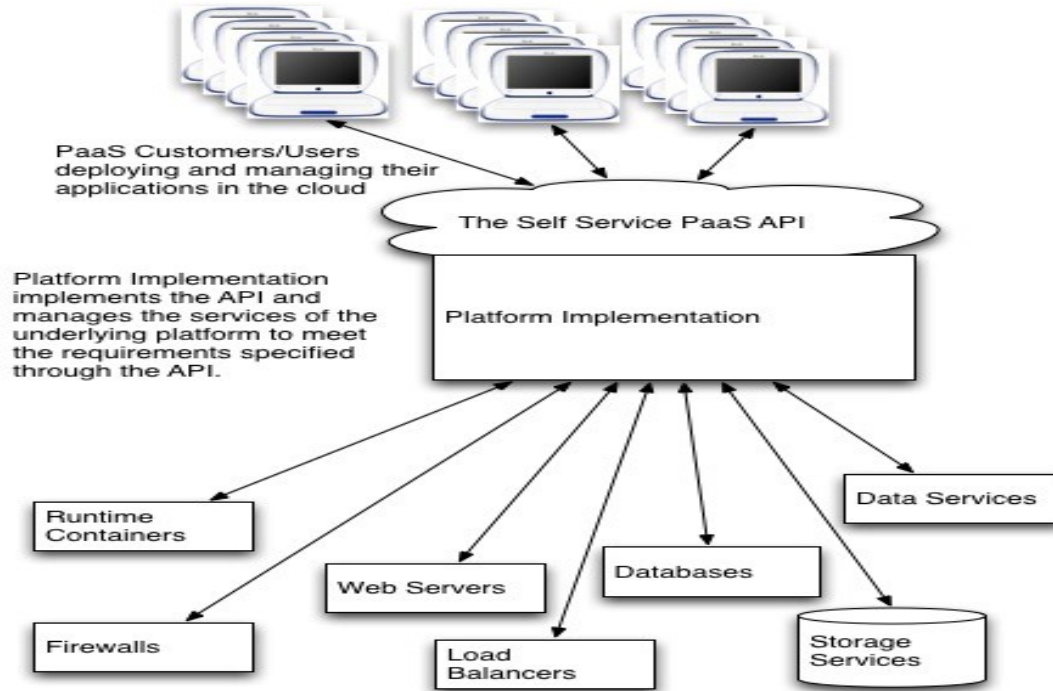 PaaS Customers/Users
deploying and managing their
applications in the cloud
The Self Service PaaS API
Platform Implementation
implements the API and
manages the services of the
underlying platform to meet
the requirements specified
through the API.
Platform Implementation
Runtime
Containers
Data Services
Web Servers
Databases
Firewalls
Load
Balancers
Storage
Services